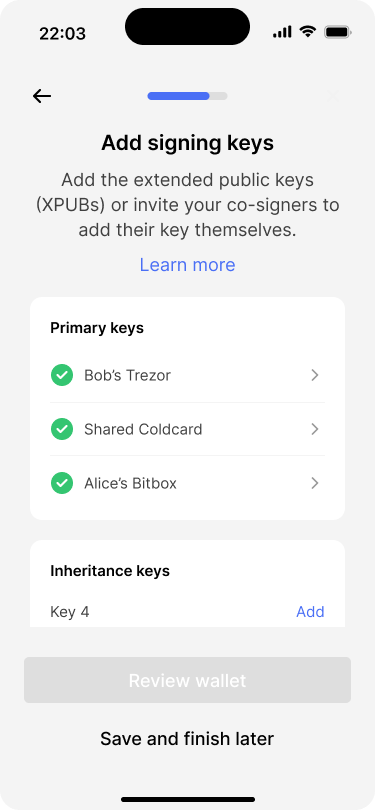 22:03
Add signing keys
Add the extended public keys
(XPUBs) or invite your co-signers to
add their key themselves.
Learn more
Primary keys
Bob’s Trezor
Shared Coldcard
Alice’s Bitbox
Inheritance keys
Key 4 Add
Review wallet
Save and finish later